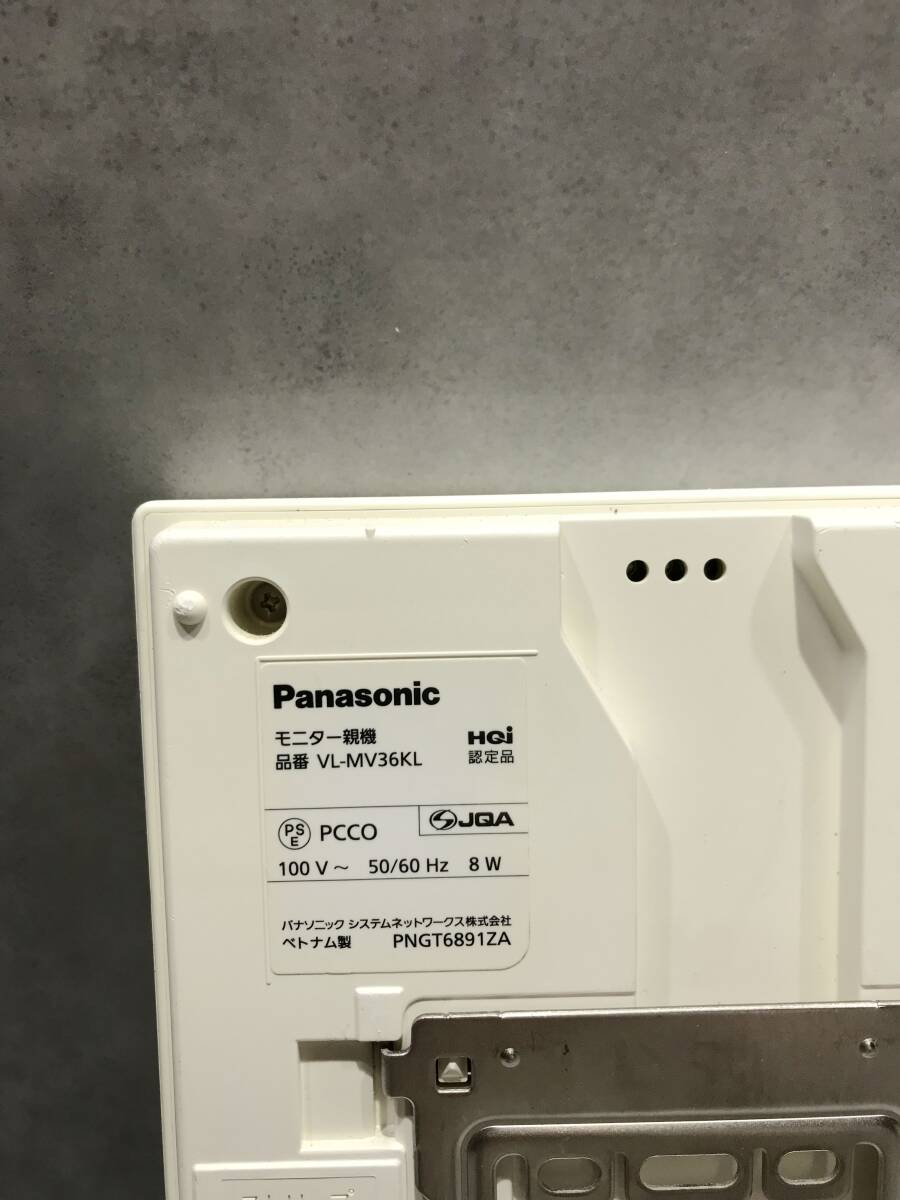 Panasonic
モニター親機
品番 VL-MV36KL
HQi
認定品
PSE PCCO
JQA
100 V～ 50/60 Hz 8 W
パナソニック システムネットワークス株式会社
ベトナム製 PNGT6891ZA